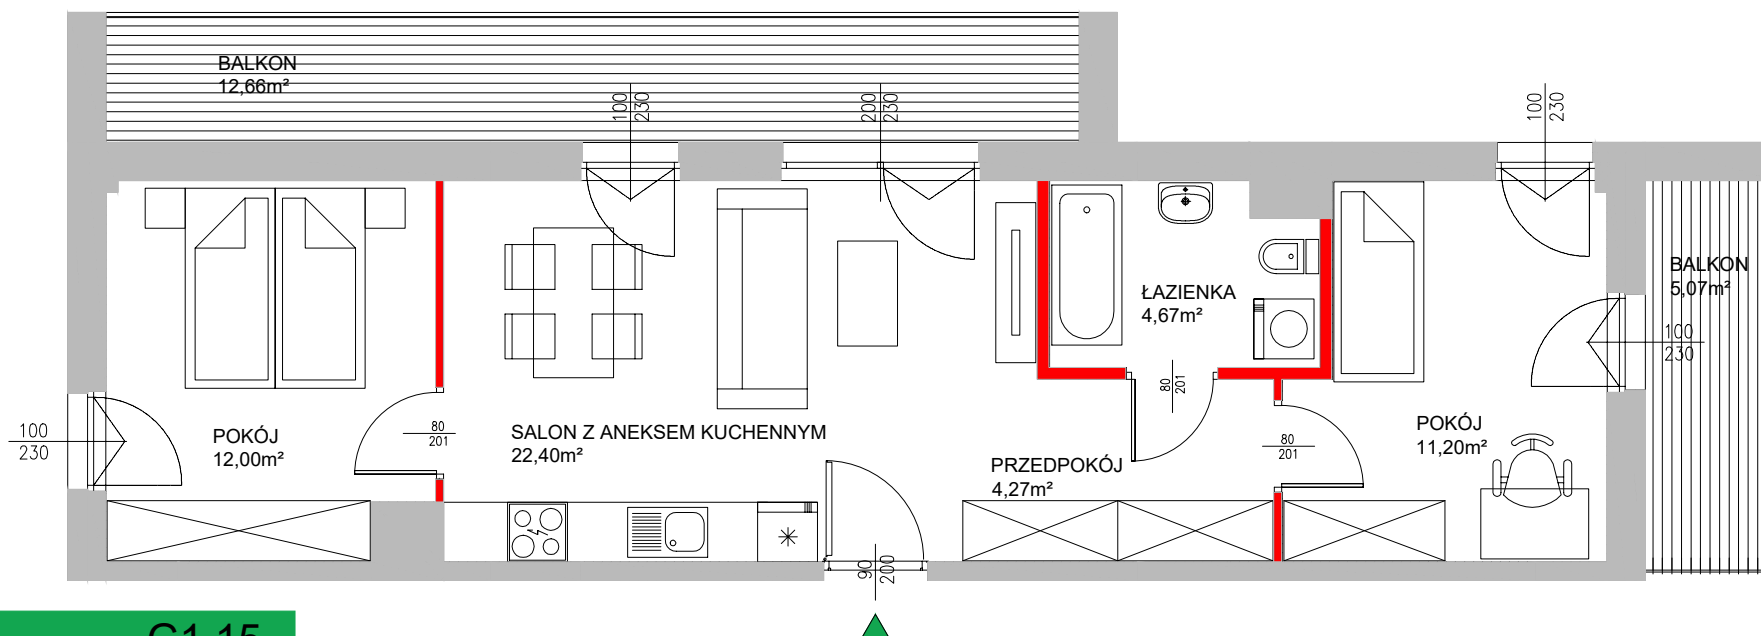 BALKON
12,66m²
100
230
200
230
100
230
BALKON
5,07m²
ŁAZIENKA
4,67m²
100
230
80
201
POKÓJ
11,20m²
100
230
POKÓJ
12,00m²
80
201
SALON Z ANEKSEM KUCHENNYM
22,40m²
80
201
PRZEDPOKÓJ
4,27m²
90
200
G1.15